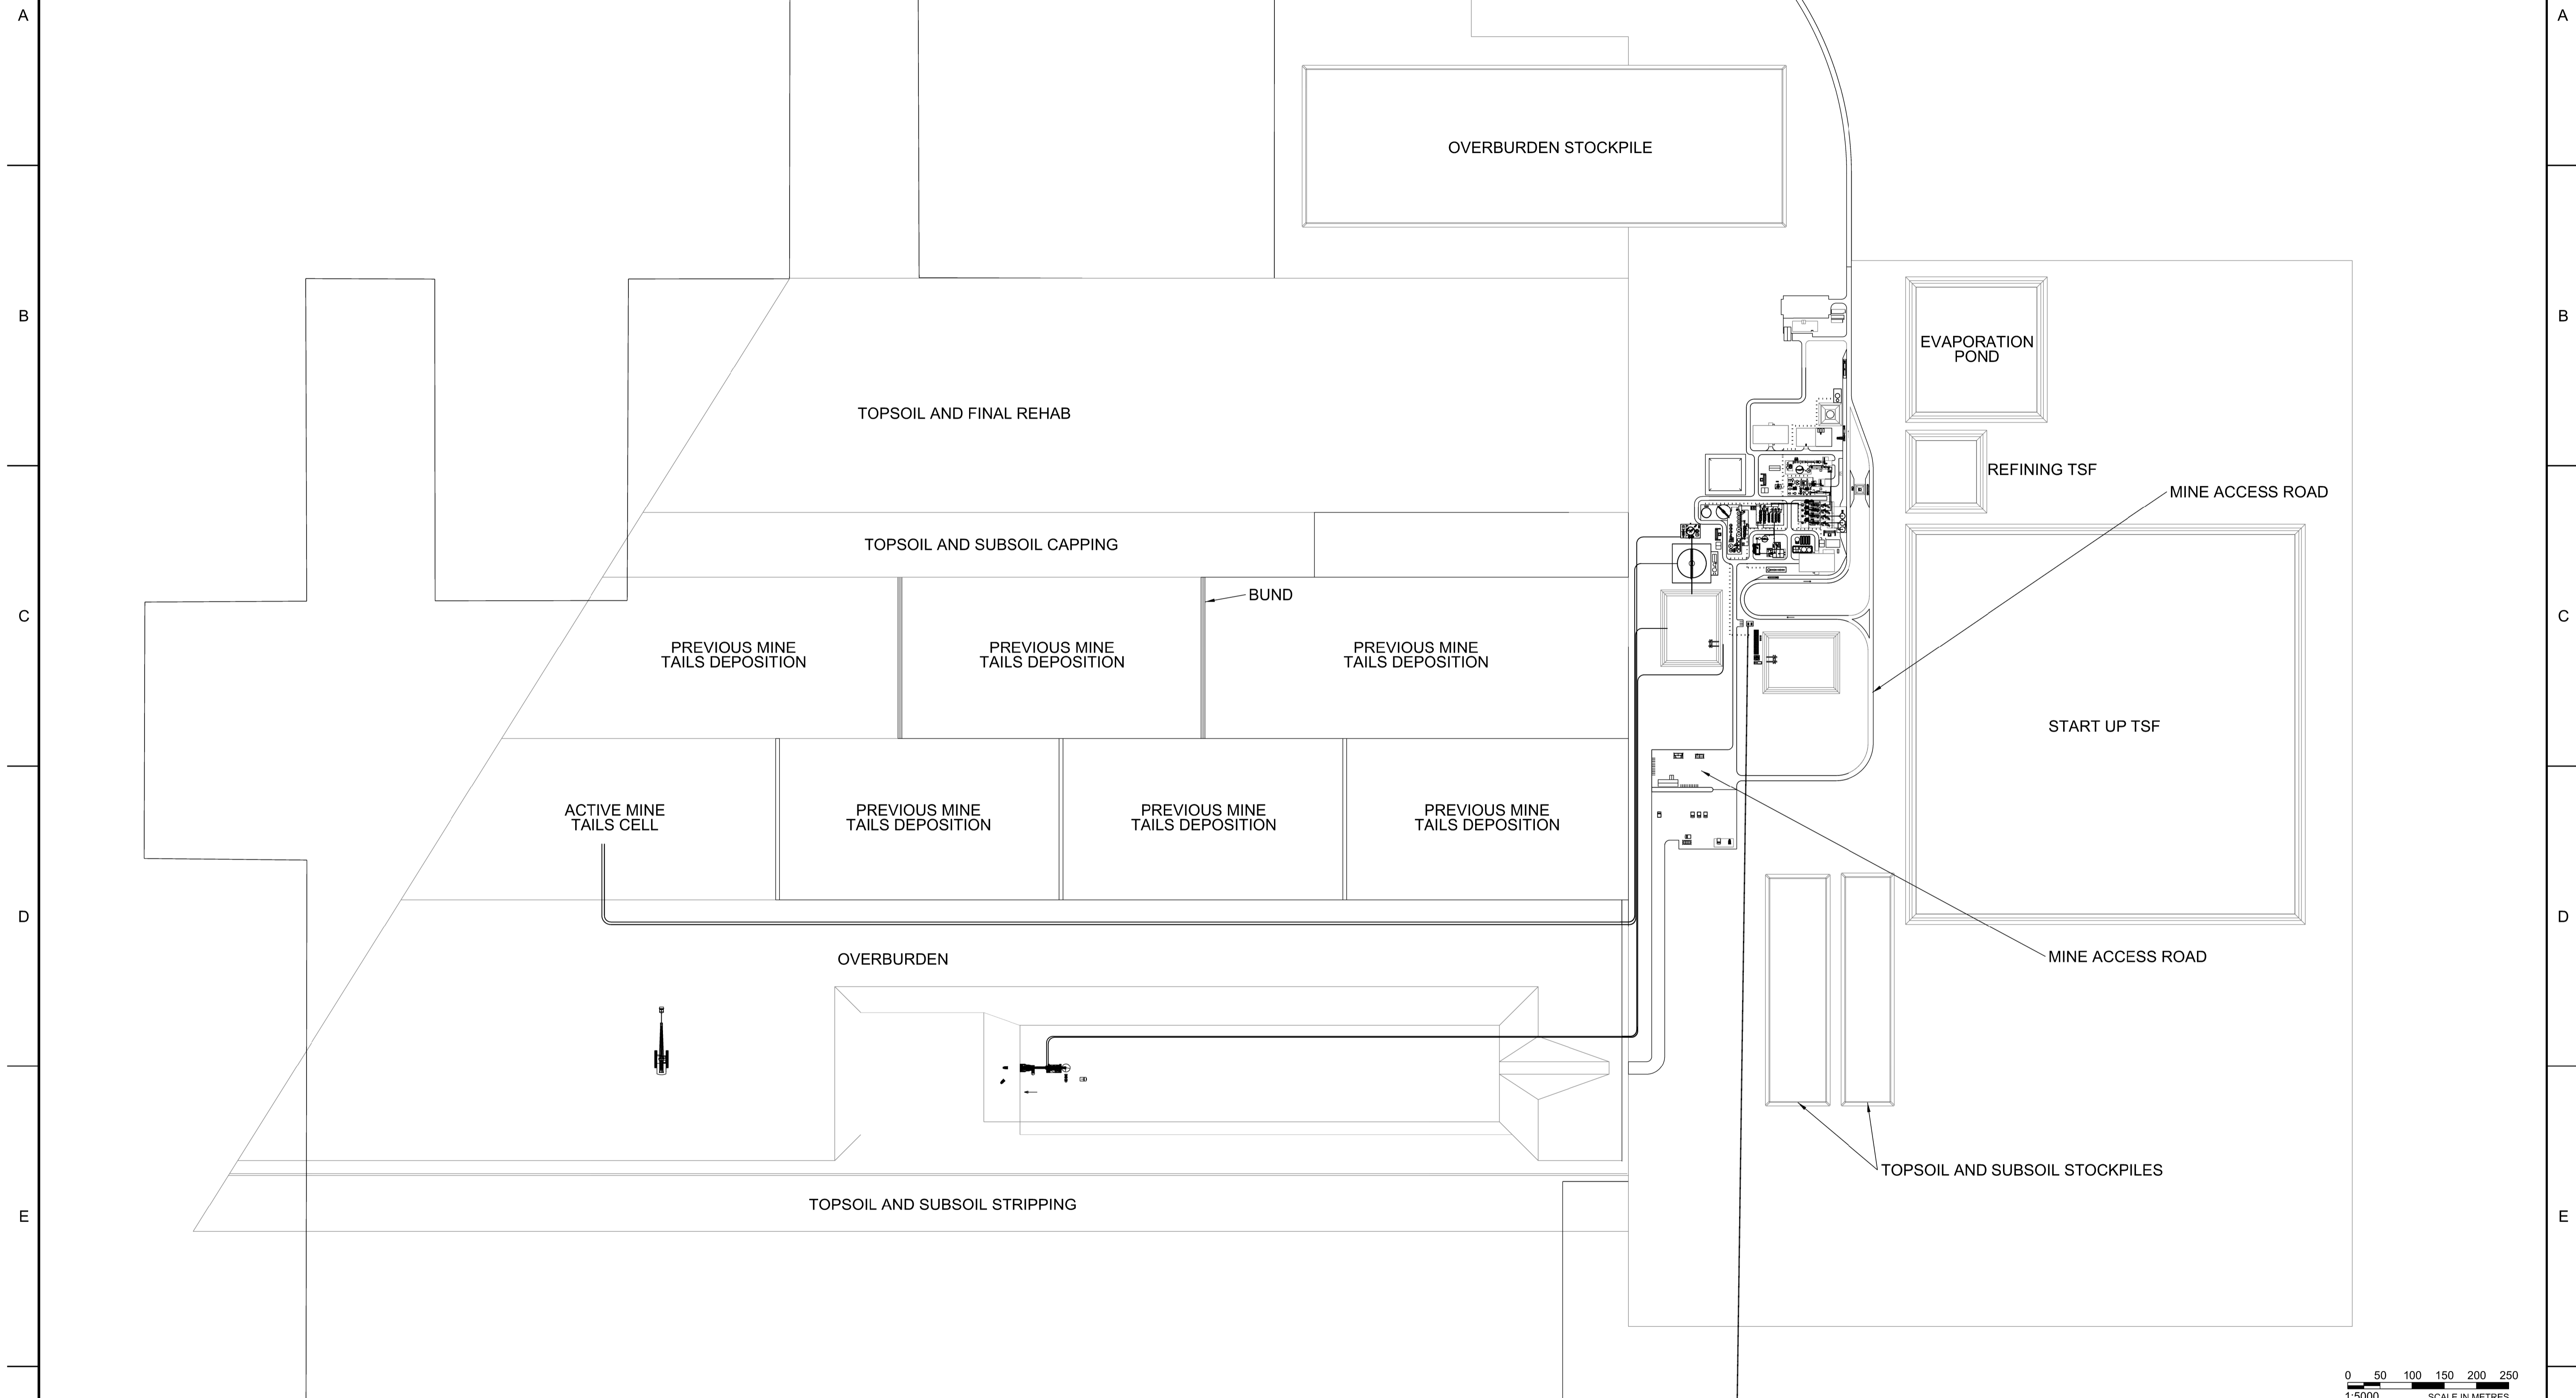 A
A
OVERBURDEN STOCKPILE
B
B
EVAPORATION
POND
TOPSOIL AND FINAL REHAB
REFINING TSF
MINE ACCESS ROAD
TOPSOIL AND SUBSOIL CAPPING
BUND
C
C
PREVIOUS MINE
TAILS DEPOSITION
PREVIOUS MINE
TAILS DEPOSITION
PREVIOUS MINE
TAILS DEPOSITION
START UP TSF
ACTIVE MINE
TAILS CELL
PREVIOUS MINE
TAILS DEPOSITION
PREVIOUS MINE
TAILS DEPOSITION
PREVIOUS MINE
TAILS DEPOSITION
D
D
OVERBURDEN
MINE ACCESS ROAD
TOPSOIL AND SUBSOIL STOCKPILES
TOPSOIL AND SUBSOIL STRIPPING
E
E
0 50 100 150 200 250
1:5000 SCALE IN METRES